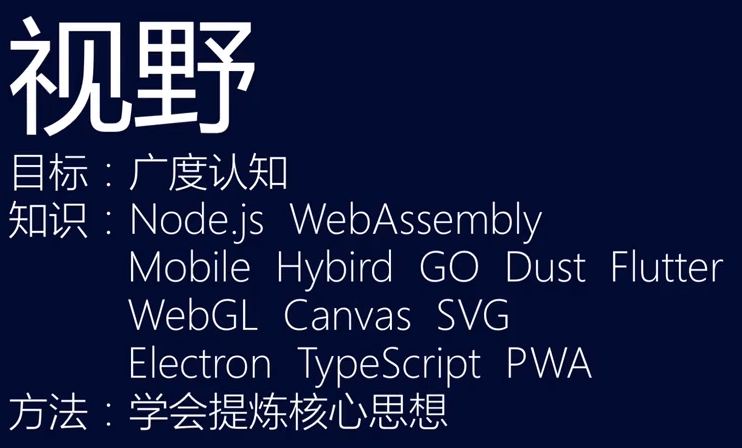 视野
目标：广度认知
知识：Node.js WebAssembly
Mobile Hybird GO Dust Flutter
WebGL Canvas SVG
Electron TypeScript PWA
方法：学会提炼核心思想